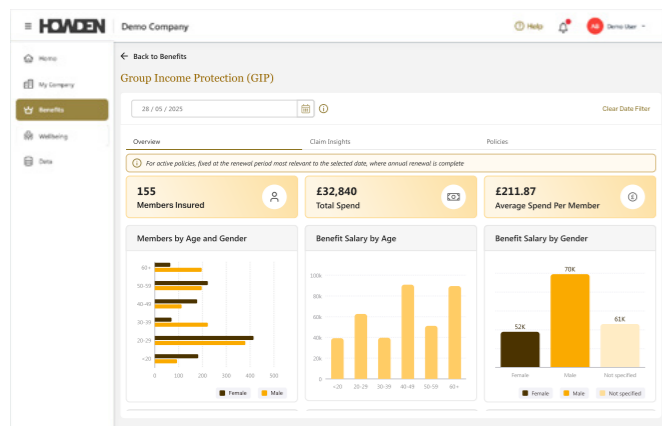 HOWDEN
Demo Company
Help
Demo User
Home
My Company
Benefits
Wellbeing
Data
← Back to Benefits
Group Income Protection (GIP)
28 / 05 / 2025
Clear Date Filter
Overview
Claim Insights
Policies
For active policies, fixed at the renewal period most relevant to the selected date, where annual renewal is complete
155
Members Insured
£32,840
Total Spend
£211.87
Average Spend Per Member
Members by Age and Gender
60+
50-59
40-49
30-39
20-29
<20
0 100 200 300 400 500
Female Male
Benefit Salary by Age
100k
80k
60k
40k
20k
0
<20 20-29 30-39 40-49 50-59 60+
Benefit Salary by Gender
52K
70K
61K
Female Male Not specified
Female Male Not specified